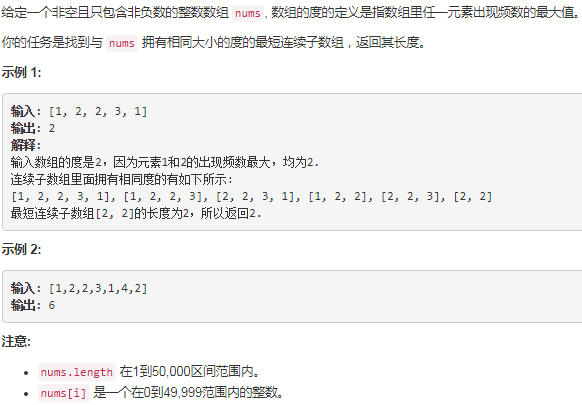 给定一个非空且只包含非负数的整数数组 nums, 数组的度的定义是指数组里任一元素出现频数的最大值。
你的任务是找到与 nums 拥有相同大小的度的最短连续子数组，返回其长度。
示例 1:
输入: [1, 2, 2, 3, 1]
输出: 2
解释:
输入数组的度是2，因为元素1和2的出现频数最大，均为2.
连续子数组里面拥有相同度的有如下所示:
[1, 2, 2, 3, 1], [1, 2, 2, 3], [2, 2, 3, 1], [1, 2, 2], [2, 2, 3], [2, 2]
最短连续子数组[2, 2]的长度为2，所以返回2.
示例 2:
输入: [1,2,2,3,1,4,2]
输出: 6
注意:
nums.length 在1到50,000区间范围内。
nums[i] 是一个在0到49,999范围内的整数。